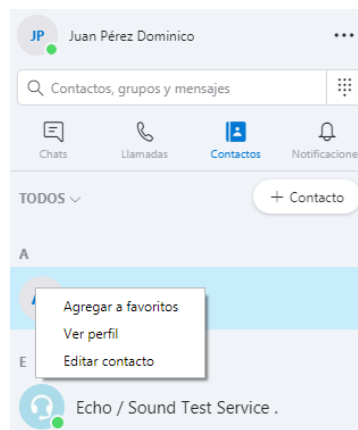 JP Juan Pérez Dominico
Contactos, grupos y mensajes
Chats Llamadas Contactos Notificacione
TODOS
+ Contacto
A
Agregar a favoritos
Ver perfil
Editar contacto
E
Echo / Sound Test Service .